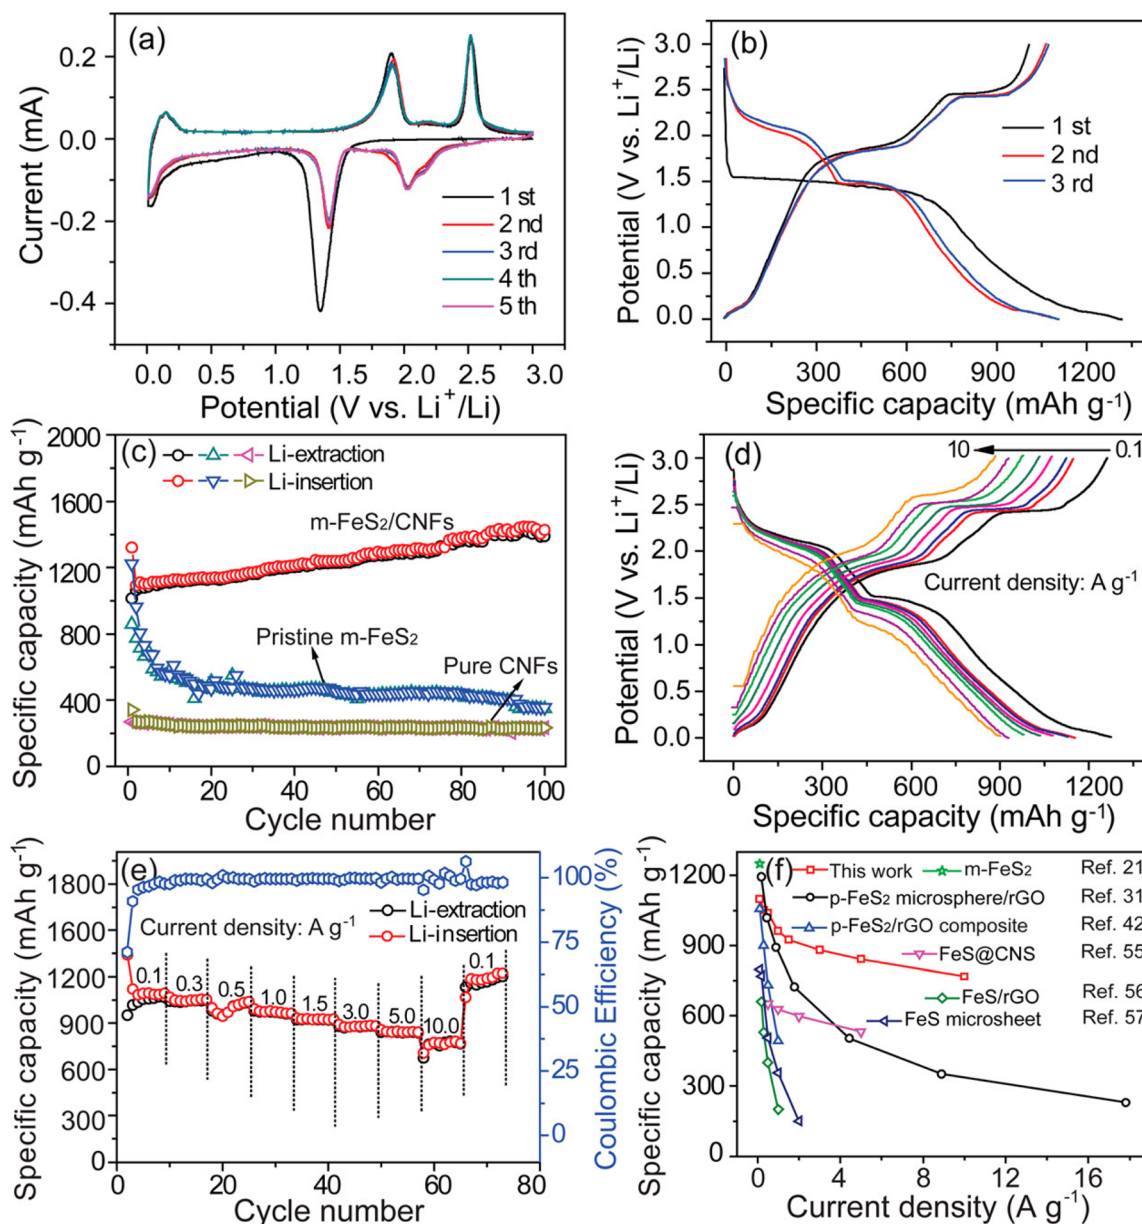 (a)
0.2
0.0
-0.2
-0.4
Current (mA)
1 st
2 nd
3 rd
4 th
5 th
0.0 0.5 1.0 1.5 2.0 2.5 3.0
Potential (V vs. Li⁺/Li)
(b)
3.0
2.5
2.0
1.5
1.0
0.5
0.0
Potential (V vs. Li⁺/Li)
1 st
2 nd
3 rd
0 300 600 900 1200
Specific capacity (mAh g⁻¹)
(c)
2000
1600
1200
800
400
0
Specific capacity (mAh g⁻¹)
Li-extraction
Li-insertion
m-FeS₂/CNFs
Pristine m-FeS₂
Pure CNFs
0 20 40 60 80 100
Cycle number
(d)
10 0.1
3.0
2.5
2.0
1.5
1.0
0.5
0.0
Potential (V vs. Li⁺/Li)
Current density: A g⁻¹
0 300 600 900 1200
Specific capacity (mAh g⁻¹)
(e)
1800
1500
1200
900
600
300
0
Specific capacity (mAh g⁻¹)
Current density: A g⁻¹
Li-extraction
Li-insertion
0.1 0.3 0.5 1.0 1.5 3.0 5.0 10.0 0.1
100
75
50
25
0
Coulombic Efficiency (%)
0 20 40 60 80
Cycle number
(f)
1200
900
600
300
0
Specific capacity (mAh g⁻¹)
This work m-FeS₂ Ref. 21
p-FeS₂ microsphere/rGO Ref. 31
p-FeS₂/rGO composite Ref. 42
FeS@CNS Ref. 55
FeS/rGO Ref. 56
FeS microsheet Ref. 57
0 4 8 12 16
Current density (A g⁻¹)